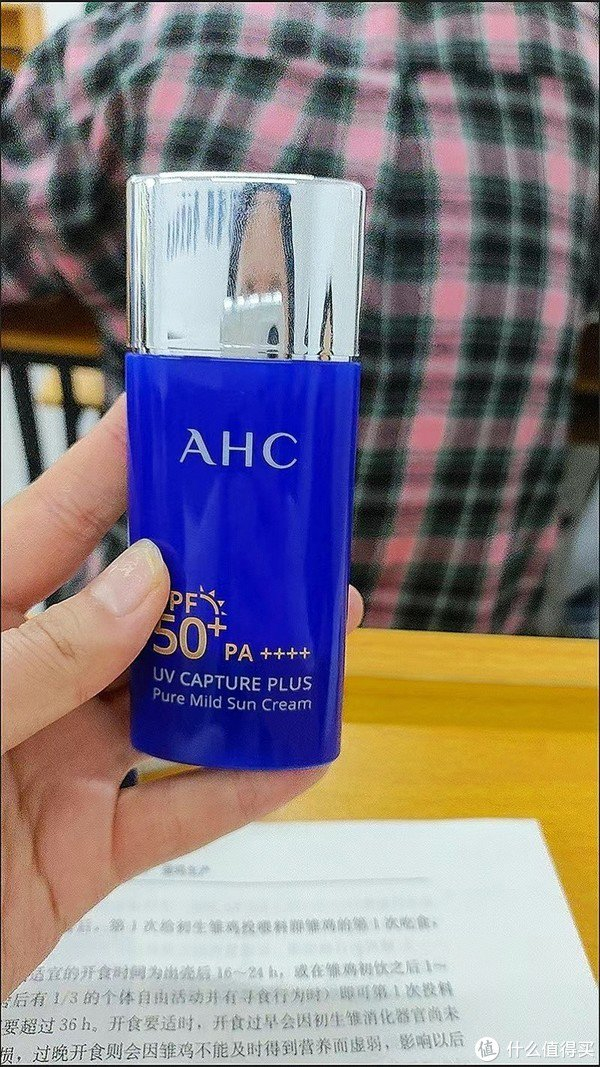 AHC
PF
50+
PA ++++
UV CAPTURE PLUS
Pure Mild Sun Cream
后。第1次给初生雏鸡投喂料即雏鸡的第1次吃食,
适宜的开食时间为出壳后16~24 h,或在雏鸡初饮之后1~
后有1/3的个体自由活动并有寻食行为时)即可第1次投料
要超过36 h。开食要适时,开食过早会因初生雏消化器官尚未
损,过晚开食则会因雏鸡不能及时得到营养而虚弱,影响以后
值 什么值得买